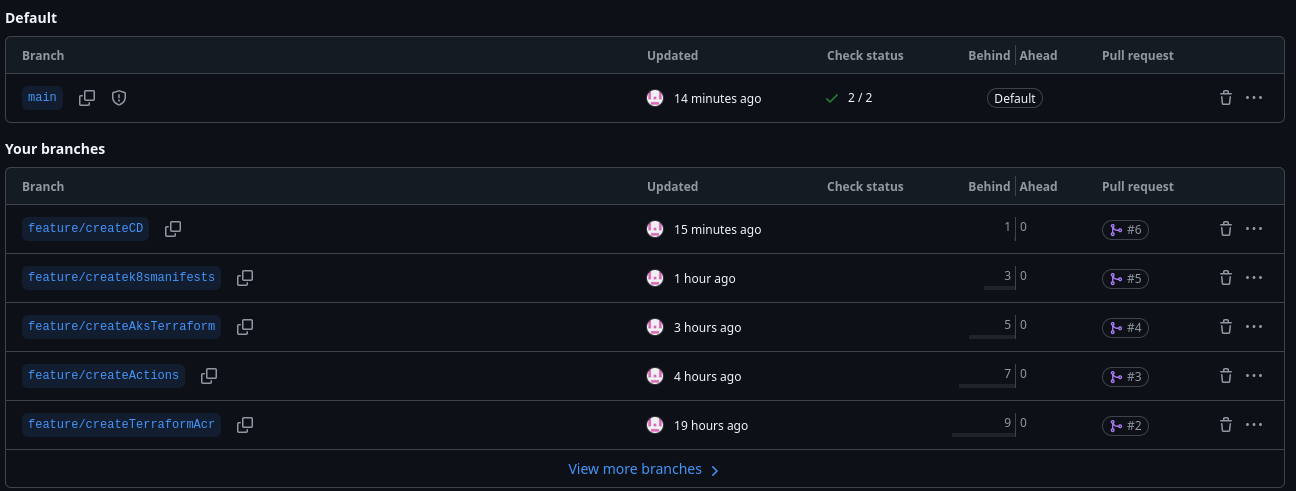 Default
Branch Updated Check status Behind Ahead Pull request
main 14 minutes ago 2 / 2 Default
Your branches
Branch Updated Check status Behind Ahead Pull request
feature/createCD 15 minutes ago 1 0 #6
feature/createk8smanifests 1 hour ago 3 0 #5
feature/createAksTerraform 3 hours ago 5 0 #4
feature/createActions 4 hours ago 7 0 #3
feature/createTerraformAcr 19 hours ago 9 0 #2
View more branches